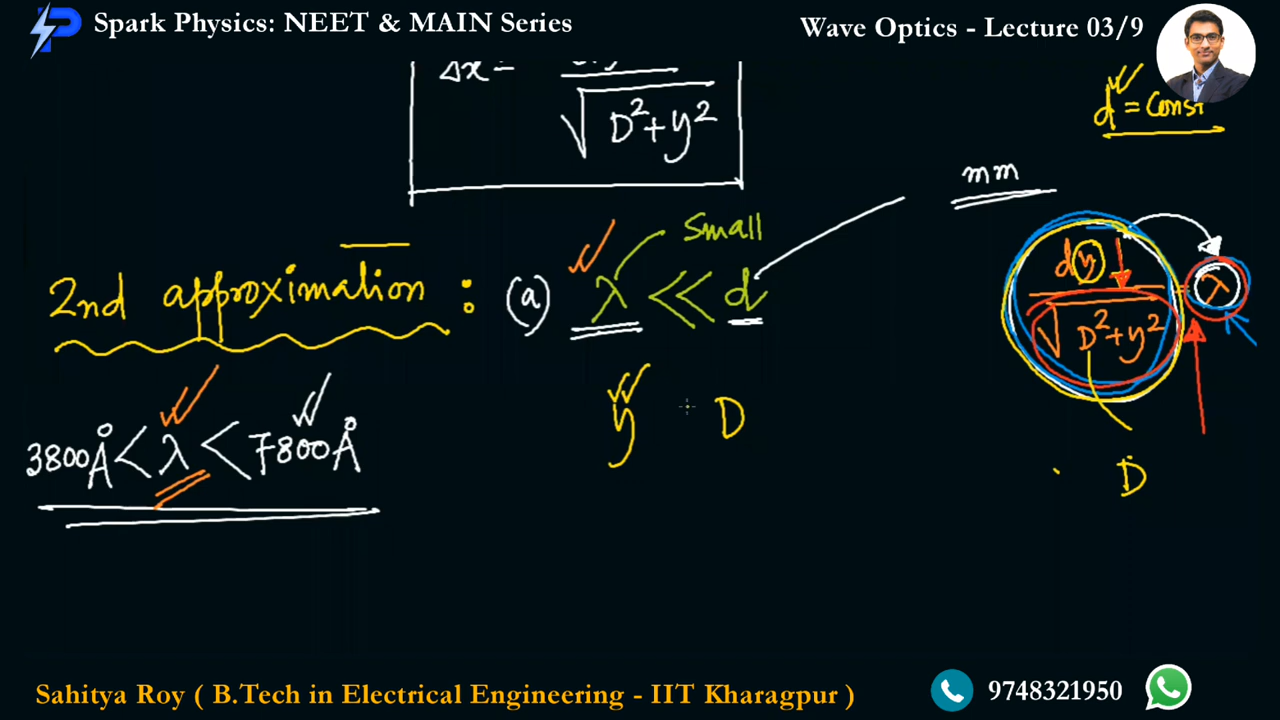 Spark Physics: NEET & MAIN Series
Wave Optics - Lecture 03/9
Δx =
√D²+y²
d = Const
mm
small
2nd approximation : (a) λ << d
dy
√D²+y²
λ
3800Å < λ < 7800Å
y D
D
Sahitya Roy ( B.Tech in Electrical Engineering - IIT Kharagpur )
9748321950